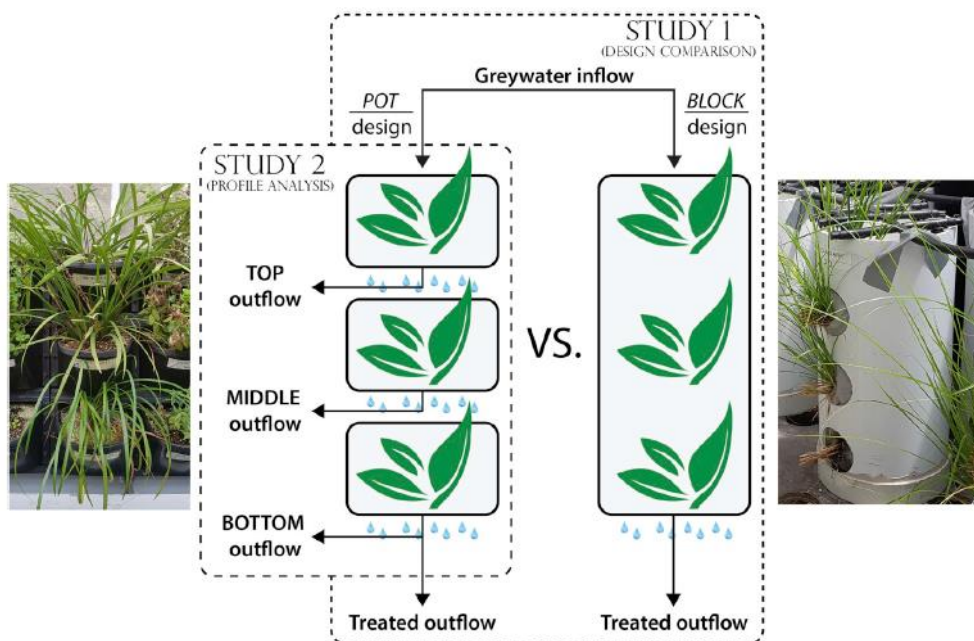 STUDY 1
(DESIGN COMPARISON)
Greywater inflow
POT
design
BLOCK
design
STUDY 2
(PROFILE ANALYSIS)
TOP
outflow
VS.
MIDDLE
outflow
BOTTOM
outflow
Treated outflow
Treated outflow